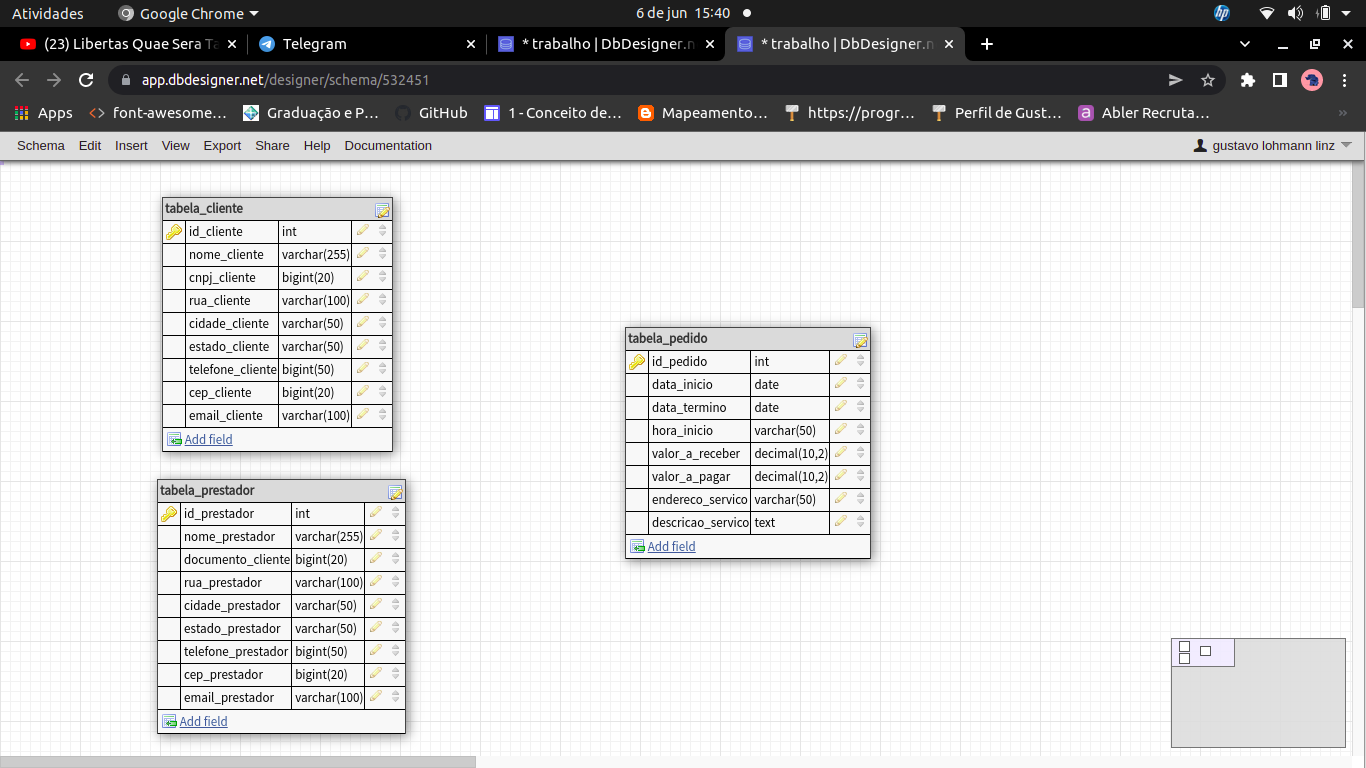 Atividades
Google Chrome
6 de jun 15:40
hp
(23) Libertas Quae Sera Ta
Telegram
* trabalho | DbDesigner.n
* trabalho | DbDesigner.n
app.dbdesigner.net/designer/schema/532451
Apps
font-awesome…
Graduação e P…
GitHub
1 - Conceito de…
Mapeamento…
https://progr…
Perfil de Gust…
a
Abler Recruta…
»
Schema Edit Insert View Export Share Help Documentation
gustavo lohmann linz
tabela_cliente
id_cliente int
nome_cliente varchar(255)
cnpj_cliente bigint(20)
rua_cliente varchar(100)
cidade_cliente varchar(50)
estado_cliente varchar(50)
telefone_cliente bigint(50)
cep_cliente bigint(20)
email_cliente varchar(100)
Add field
tabela_prestador
id_prestador int
nome_prestador varchar(255)
documento_cliente bigint(20)
rua_prestador varchar(100)
cidade_prestador varchar(50)
estado_prestador varchar(50)
telefone_prestador bigint(50)
cep_prestador bigint(20)
email_prestador varchar(100)
Add field
tabela_pedido
id_pedido int
data_inicio date
data_termino date
hora_inicio varchar(50)
valor_a_receber decimal(10,2)
valor_a_pagar decimal(10,2)
endereco_servico varchar(50)
descricao_servico text
Add field